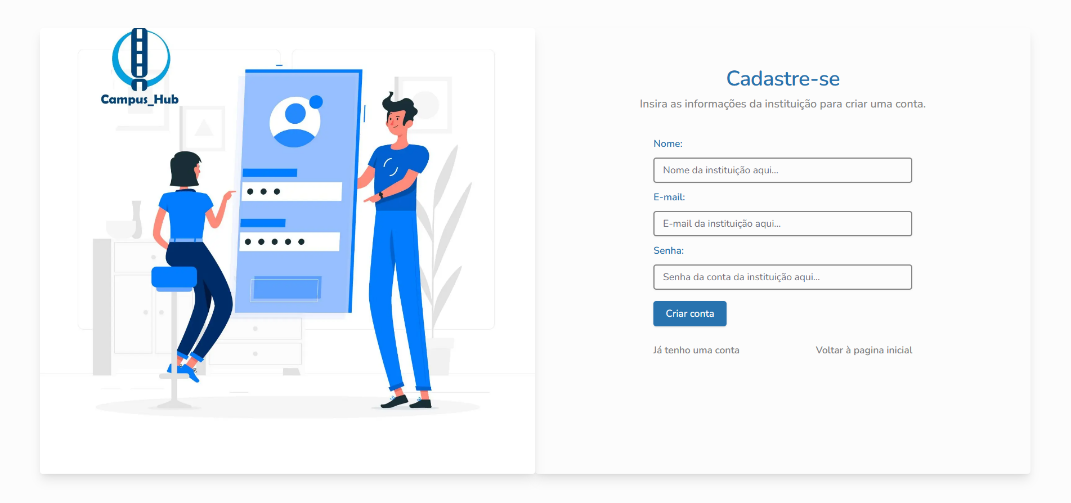 Campus_Hub
Cadastre-se
Insira as informações da instituição para criar uma conta.
Nome:
Nome da instituição aqui...
E-mail:
E-mail da instituição aqui...
Senha:
Senha da conta da instituição aqui...
Criar conta
Já tenho uma conta
Voltar à pagina inicial